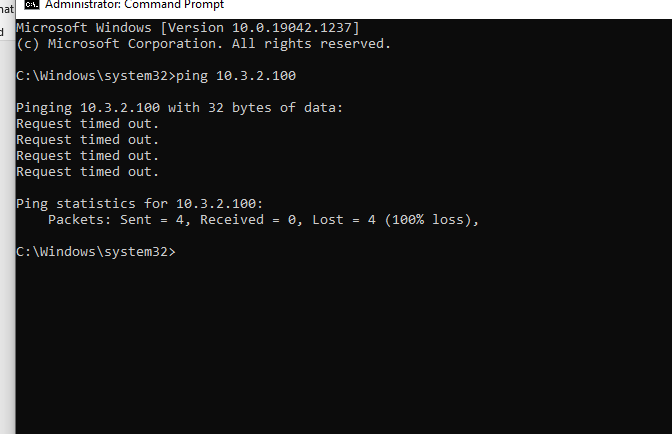 Administrator: Command Prompt
Microsoft Windows [Version 10.0.19042.1237]
(c) Microsoft Corporation. All rights reserved.
C:\Windows\system32>ping 10.3.2.100
Pinging 10.3.2.100 with 32 bytes of data:
Request timed out.
Request timed out.
Request timed out.
Request timed out.
Ping statistics for 10.3.2.100:
Packets: Sent = 4, Received = 0, Lost = 4 (100% loss),
C:\Windows\system32>